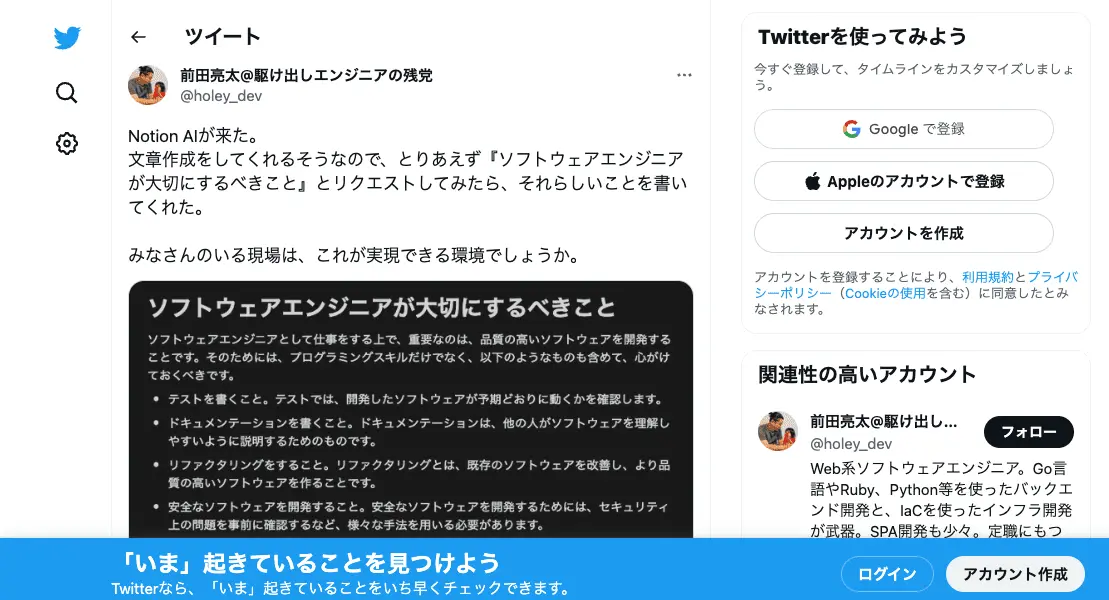 ツイート
前田亮太@駆け出しエンジニアの残党
@holey_dev
Notion AIが来た。
文章作成をしてくれるそうなので、とりあえず『ソフトウェアエンジニア
が大切にするべきこと』とリクエストしてみたら、それらしいことを書い
てくれた。
みなさんのいる現場は、これが実現できる環境でしょうか。
ソフトウェアエンジニアが大切にするべきこと
ソフトウェアエンジニアとして仕事をする上で、重要なのは、品質の高いソフトウェアを開発する
ことです。そのためには、プログラミングスキルだけでなく、以下のようなものも含めて、心がけ
ておくべきです。
• テストを書くこと。テストでは、開発したソフトウェアが予期どおりに動くかを確認します。
• ドキュメンテーションを書くこと。ドキュメンテーションは、他の人がソフトウェアを理解し
やすいように説明するためのものです。
• リファクタリングをすること。リファクタリングとは、既存のソフトウェアを改善し、より品
質の高いソフトウェアを作ることです。
• 安全なソフトウェアを開発すること。安全なソフトウェアを開発するためには、セキュリティ
上の問題を事前に確認するなど、様々な手法を用いる必要があります。
Twitterを使ってみよう
今すぐ登録して、タイムラインをカスタマイズしましょ
う。
Google で登録
Appleのアカウントで登録
アカウントを作成
アカウントを登録することにより、利用規約とプライバ
シーポリシー（Cookieの使用を含む）に同意したとみ
なされます。
関連性の高いアカウント
前田亮太@駆け出し...
@holey_dev
フォロー
Web系ソフトウェアエンジニア。Go言
語やRuby、Python等を使ったバックエ
ンド開発と、IaCを使ったインフラ開発
が武器。SPA開発も少々。定職にもつ
「いま」起きていることを見つけよう
Twitterなら、「いま」起きていることをいち早くチェックできます。
ログイン
アカウント作成